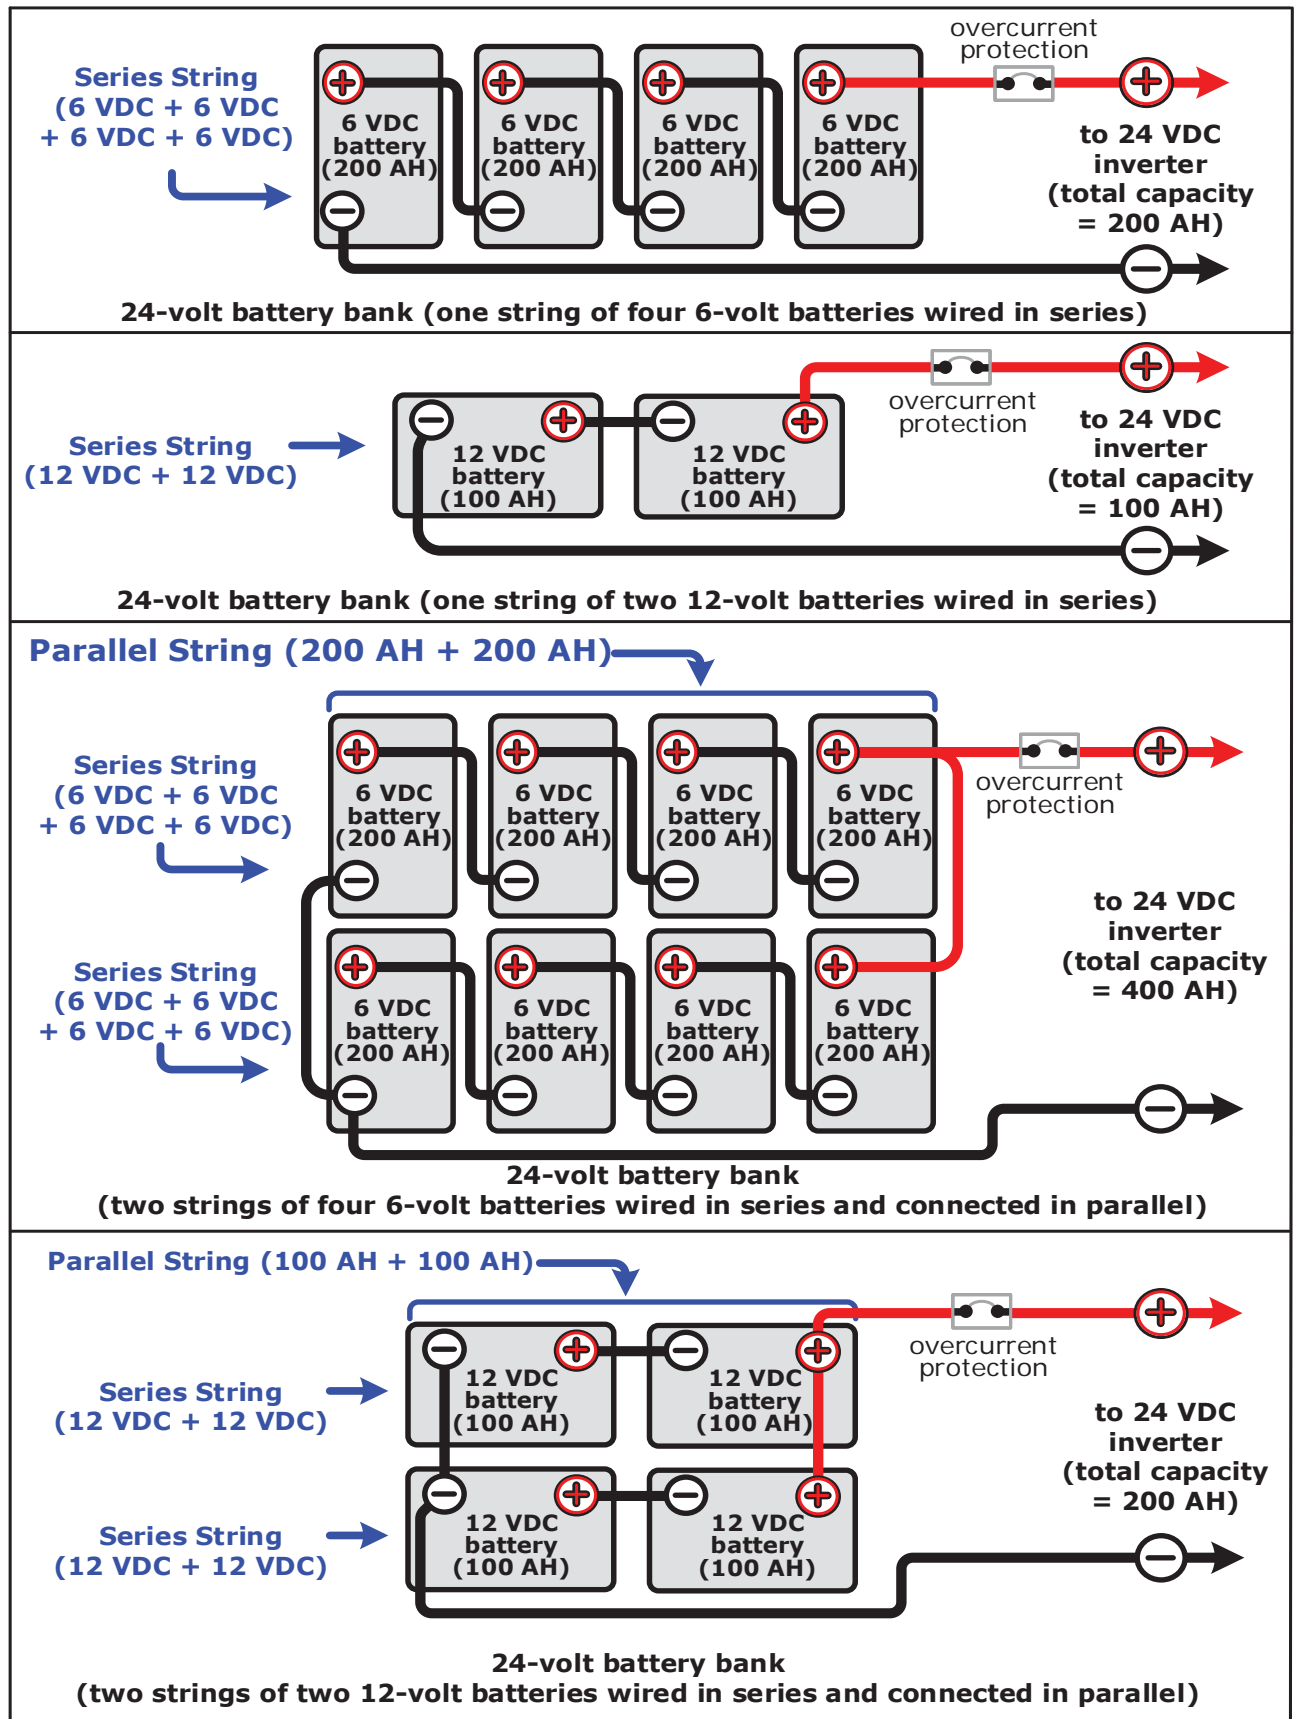 overcurrent
protection
Series String
(6 VDC + 6 VDC
+ 6 VDC + 6 VDC)
6 VDC
battery
(200 AH)
6 VDC
battery
(200 AH)
6 VDC
battery
(200 AH)
6 VDC
battery
(200 AH)
to 24 VDC
inverter
(total capacity
= 200 AH)
24-volt battery bank (one string of four 6-volt batteries wired in series)
overcurrent
protection
Series String
(12 VDC + 12 VDC)
12 VDC
battery
(100 AH)
12 VDC
battery
(100 AH)
to 24 VDC
inverter
(total capacity
= 100 AH)
24-volt battery bank (one string of two 12-volt batteries wired in series)
Parallel String (200 AH + 200 AH)
Series String
(6 VDC + 6 VDC
+ 6 VDC + 6 VDC)
6 VDC
battery
(200 AH)
6 VDC
battery
(200 AH)
6 VDC
battery
(200 AH)
6 VDC
battery
(200 AH)
overcurrent
protection
Series String
(6 VDC + 6 VDC
+ 6 VDC + 6 VDC)
6 VDC
battery
(200 AH)
6 VDC
battery
(200 AH)
6 VDC
battery
(200 AH)
6 VDC
battery
(200 AH)
to 24 VDC
inverter
(total capacity
= 400 AH)
24-volt battery bank
(two strings of four 6-volt batteries wired in series and connected in parallel)
Parallel String (100 AH + 100 AH)
overcurrent
protection
Series String
(12 VDC + 12 VDC)
12 VDC
battery
(100 AH)
12 VDC
battery
(100 AH)
Series String
(12 VDC + 12 VDC)
12 VDC
battery
(100 AH)
12 VDC
battery
(100 AH)
to 24 VDC
inverter
(total capacity
= 200 AH)
24-volt battery bank
(two strings of two 12-volt batteries wired in series and connected in parallel)